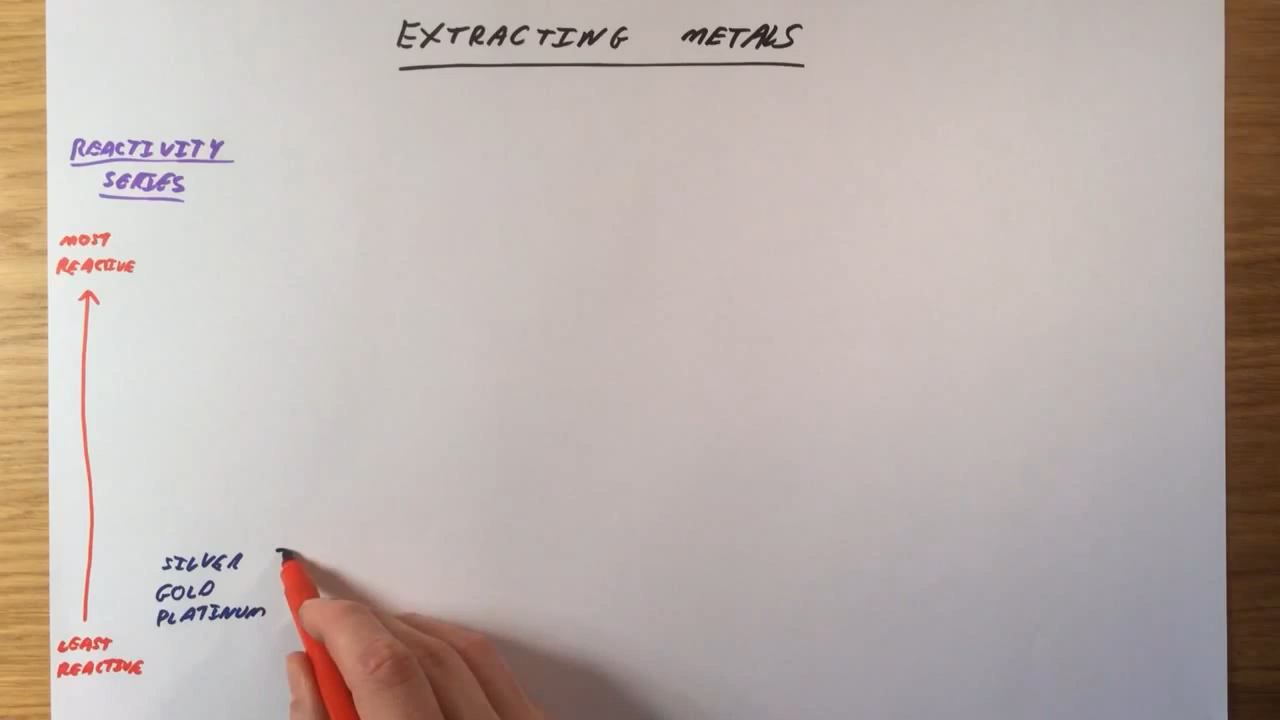 EXTRACTING METALS
REACTIVITY
SERIES
MOST
REACTIVE
SILVER
GOLD
PLATINUM
LEAST
REACTIVE